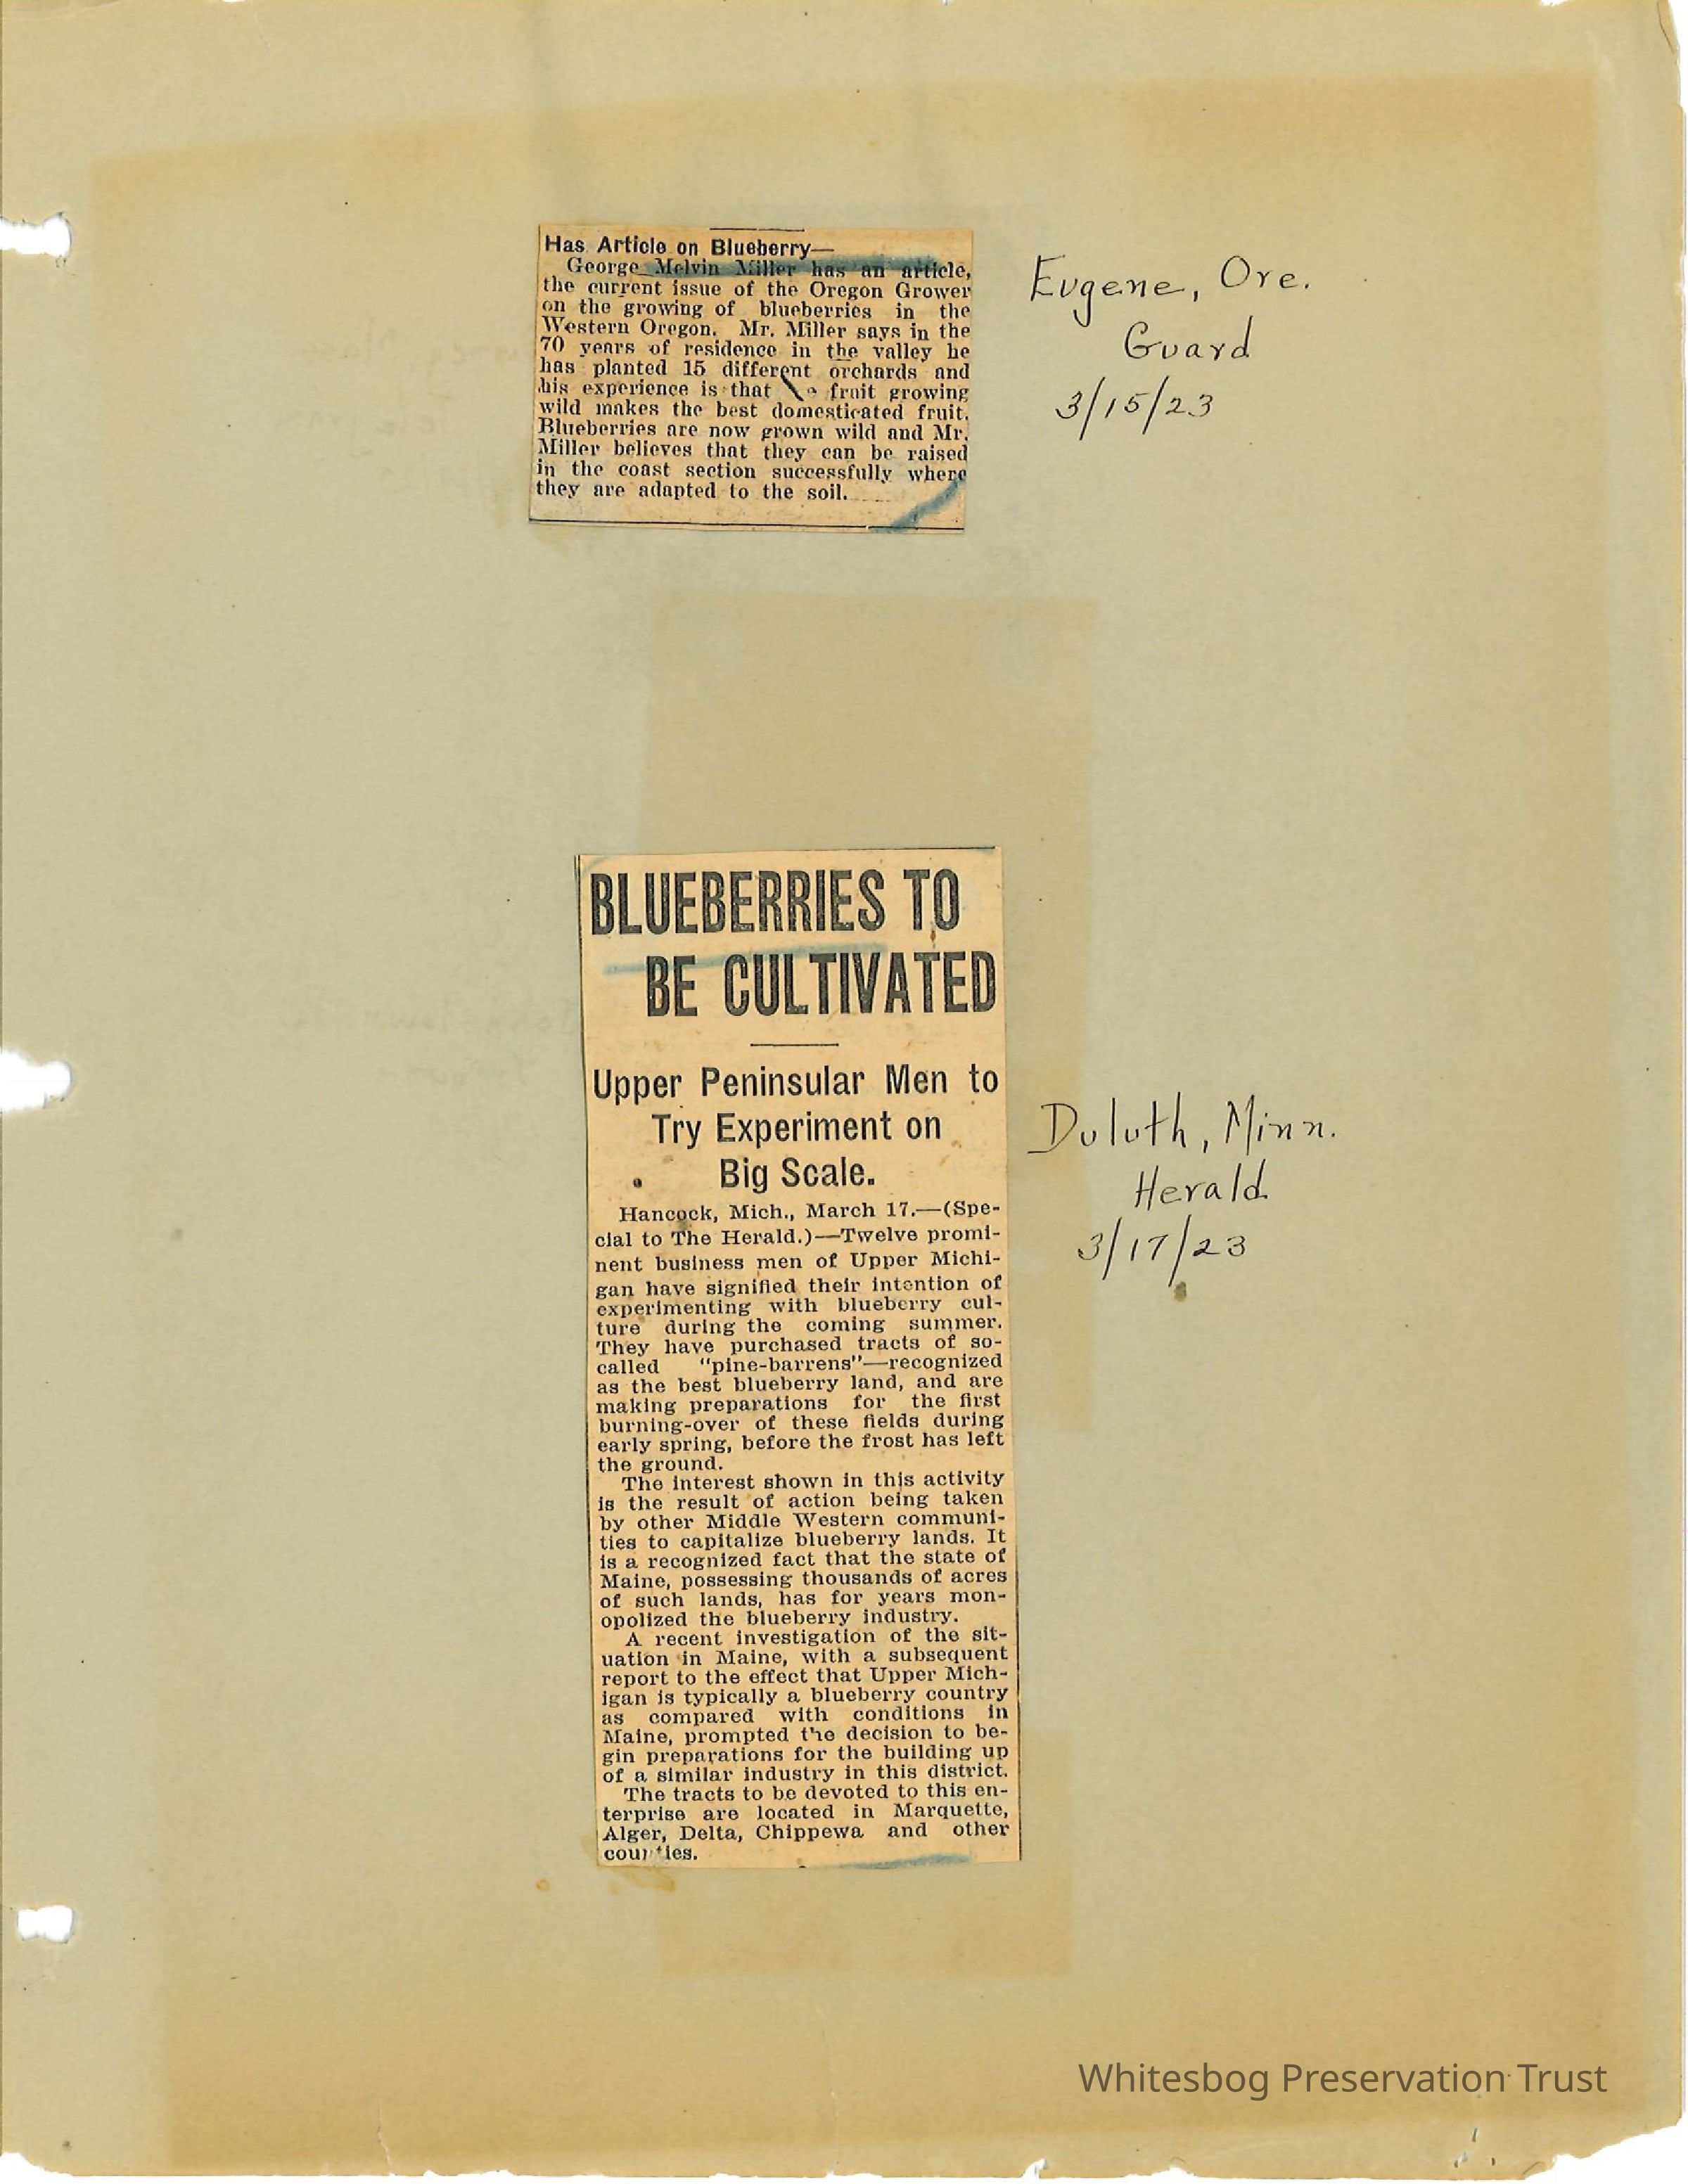 Has Article on Blueberry—
George Melvin Miller has an article,
the current issue of the Oregon Grower
on the growing of blueberries in the
Western Oregon. Mr. Miller says in the
70 years of residence in the valley he
has planted 15 different orchards and
his experience is that fruit growing
wild makes the best domesticated fruit.
Blueberries are now grown wild and Mr.
Miller believes that they can be raised
in the coast section successfully where
they are adapted to the soil.
Eugene, Ore.
Guard
3/15/23
BLUEBERRIES TO
BE CULTIVATED
Upper Peninsular Men to
Try Experiment on
Big Scale.
Hancock, Mich., March 17.—(Spe-
cial to The Herald.)—Twelve promi-
nent business men of Upper Michi-
gan have signified their intention of
experimenting with blueberry cul-
ture during the coming summer.
They have purchased tracts of so-
called "pine-barrens"—recognized
as the best blueberry land, and are
making preparations for the first
burning-over of these fields during
early spring, before the frost has left
the ground.
The interest shown in this activity
is the result of action being taken
by other Middle Western communi-
ties to capitalize blueberry lands. It
is a recognized fact that the state of
Maine, possessing thousands of acres
of such lands, has for years mon-
opolized the blueberry industry.
A recent investigation of the sit-
uation in Maine, with a subsequent
report to the effect that Upper Mich-
igan is typically a blueberry country
as compared with conditions in
Maine, prompted the decision to be-
gin preparations for the building up
of a similar industry in this district.
The tracts to be devoted to this en-
terprise are located in Marquette,
Alger, Delta, Chippewa and other
counties.
Duluth, Minn.
Herald
3/17/23
Whitesbog Preservation Trust